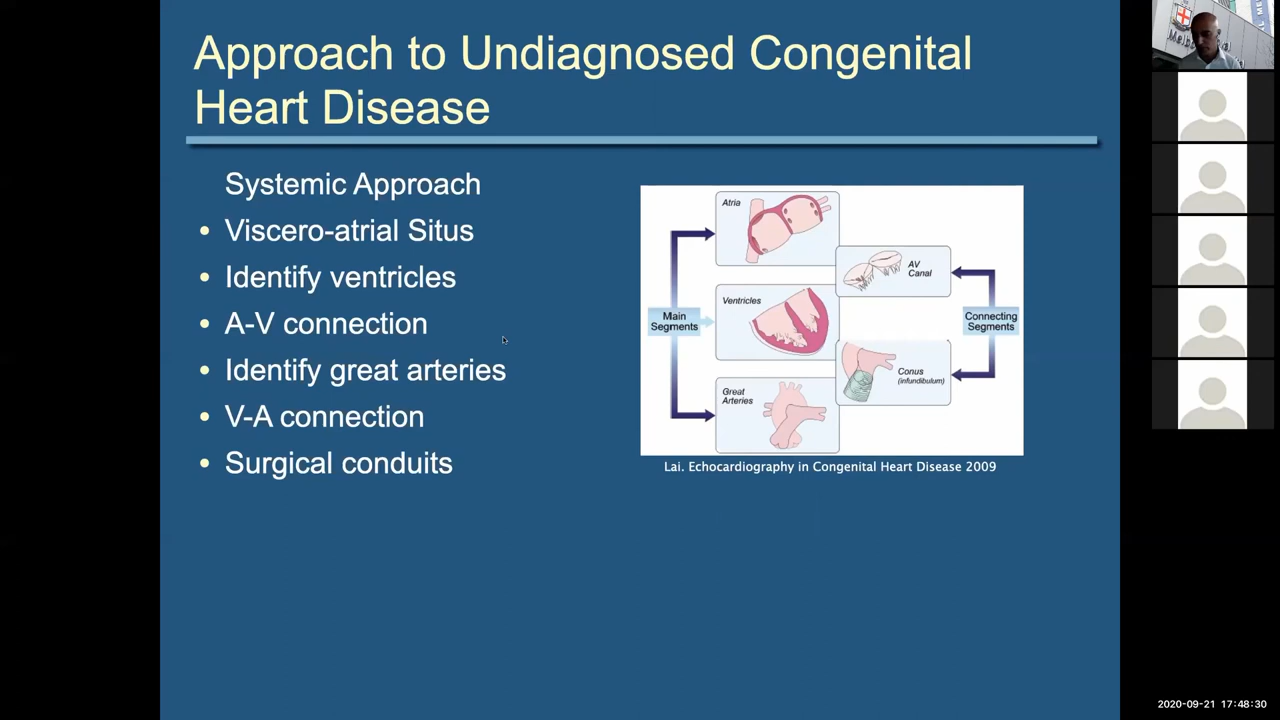 Approach to Undiagnosed Congenital
Heart Disease
Systemic Approach
• Viscero-atrial Situs
• Identify ventricles
• A-V connection
• Identify great arteries
• V-A connection
• Surgical conduits
Atria
AV
Canal
Ventricles
Main
Segments
Connecting
Segments
Great
Arteries
Conus
(infundibulum)
Lai. Echocardiography in Congenital Heart Disease 2009
2020-09-21 17:48:30